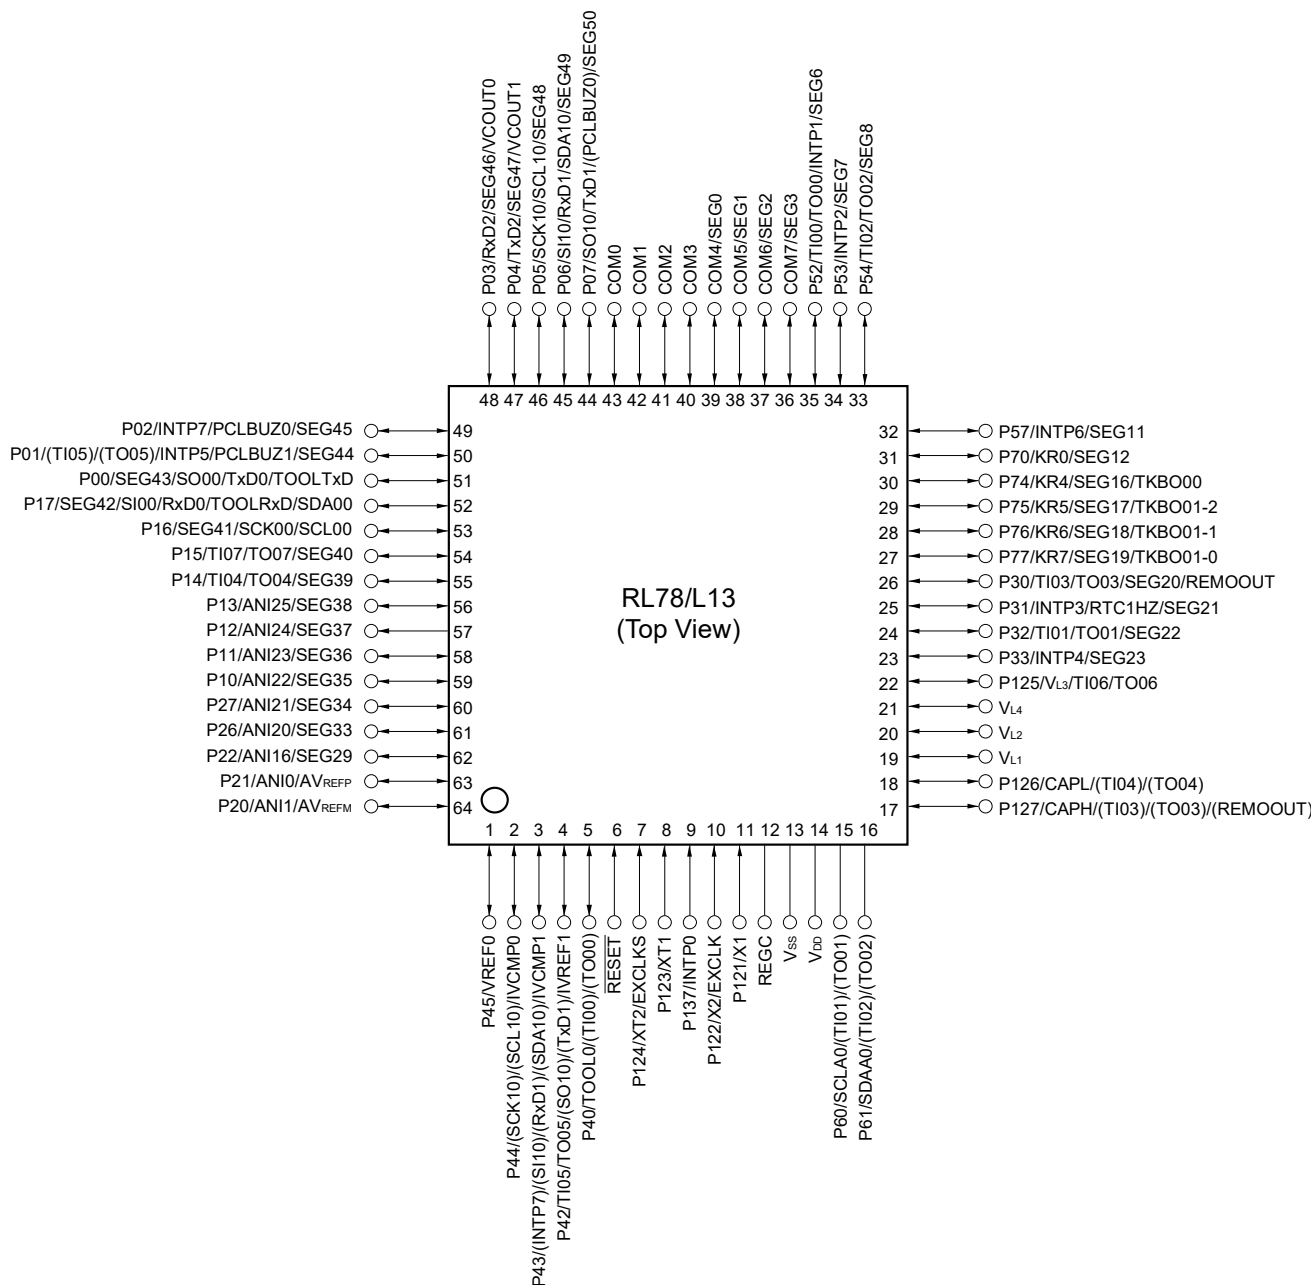 P03/RxD2/SEG46/VCOUT0
P04/TxD2/SEG47/VCOUT1
P05/SCK10/SCL10/SEG48
P06/SI10/RxD1/SDA10/SEG49
P07/SO10/TxD1/(PCLBUZ0)/SEG50
COM0
COM1
COM2
COM3
COM4/SEG0
COM5/SEG1
COM6/SEG2
COM7/SEG3
P52/TI00/TO00/INTP1/SEG6
P53/INTP2/SEG7
P54/TI02/TO02/SEG8
48 47 46 45 44 43 42 41 40 39 38 37 36 35 34 33
P02/INTP7/PCLBUZ0/SEG45 49
P01/(TI05)/(TO05)/INTP5/PCLBUZ1/SEG44 50
P00/SEG43/SO00/TxD0/TOOLTxD 51
P17/SEG42/SI00/RxD0/TOOLRxD/SDA00 52
P16/SEG41/SCK00/SCL00 53
P15/TI07/TO07/SEG40 54
P14/TI04/TO04/SEG39 55
P13/ANI25/SEG38 56
P12/ANI24/SEG37 57
P11/ANI23/SEG36 58
P10/ANI22/SEG35 59
P27/ANI21/SEG34 60
P26/ANI20/SEG33 61
P22/ANI16/SEG29 62
P21/ANI0/AVREFP 63
P20/ANI1/AVREFM 64
RL78/L13
(Top View)
32 P57/INTP6/SEG11
31 P70/KR0/SEG12
30 P74/KR4/SEG16/TKBO00
29 P75/KR5/SEG17/TKBO01-2
28 P76/KR6/SEG18/TKBO01-1
27 P77/KR7/SEG19/TKBO01-0
26 P30/TI03/TO03/SEG20/REMOOUT
25 P31/INTP3/RTC1HZ/SEG21
24 P32/TI01/TO01/SEG22
23 P33/INTP4/SEG23
22 P125/VL3/TI06/TO06
21 VL4
20 VL2
19 VL1
18 P126/CAPL/(TI04)/(TO04)
17 P127/CAPH/(TI03)/(TO03)/(REMOOUT)
1 2 3 4 5 6 7 8 9 10 11 12 13 14 15 16
P45/VREF0
P44/(SCK10)/(SCL10)/IVCMP0
P43/(INTP7)/(SI10)/(RxD1)/(SDA10)/IVCMP1
P42/TI05/TO05/(SO10)/(TxD1)/IVREF1
P40/TOOL0/(TI00)/(TO00)
RESET
P124/XT2/EXCLKS
P123/XT1
P137/INTP0
P122/X2/EXCLK
P121/X1
REGC
VSS
VDD
P60/SCLA0/(TI01)/(TO01)
P61/SDAA0/(TI02)/(TO02)